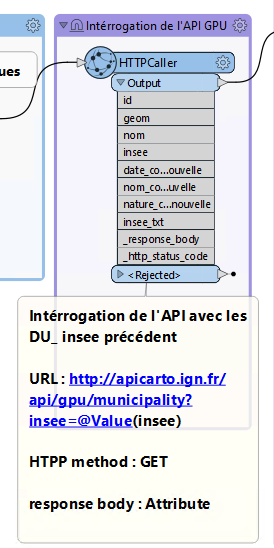 Intérrogation de l'API GPU
ues
HTTPCaller
Output
id
geom
nom
insee
date_co...ouvelle
nom_co...uvelle
nature_c...nouvelle
insee_txt
_response_body
_http_status_code
<Rejected>
Intérrogation de l'API avec les
DU_ insee précédent
URL : http://apicarto.ign.fr/
api/gpu/municipality?
insee=@Value(insee)
HTPP method : GET
response body : Attribute